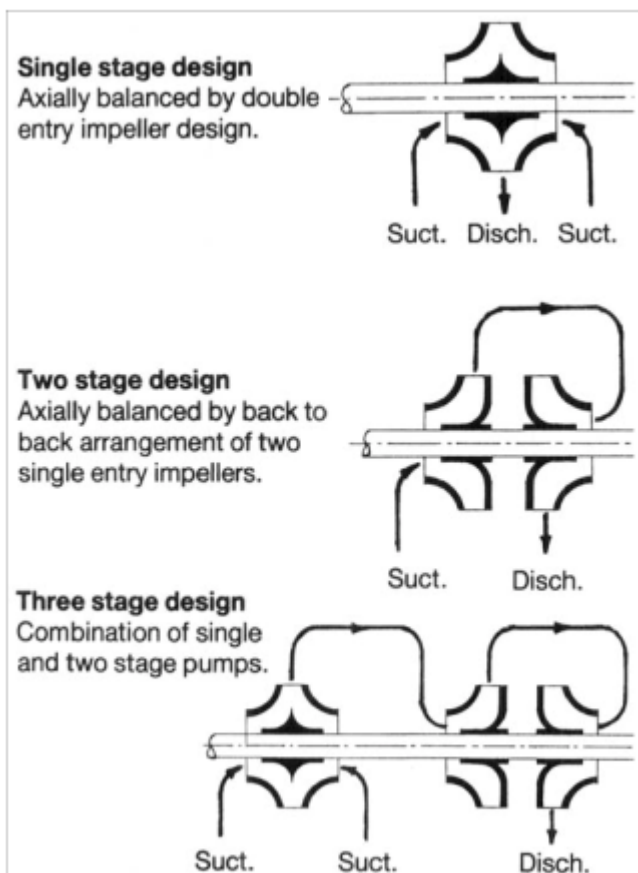 Single stage design
Axially balanced by double
entry impeller design.
Suct. Disch. Suct.
Two stage design
Axially balanced by back to
back arrangement of two
single entry impellers.
Suct. Disch.
Three stage design
Combination of single
and two stage pumps.
Suct. Suct. Disch.